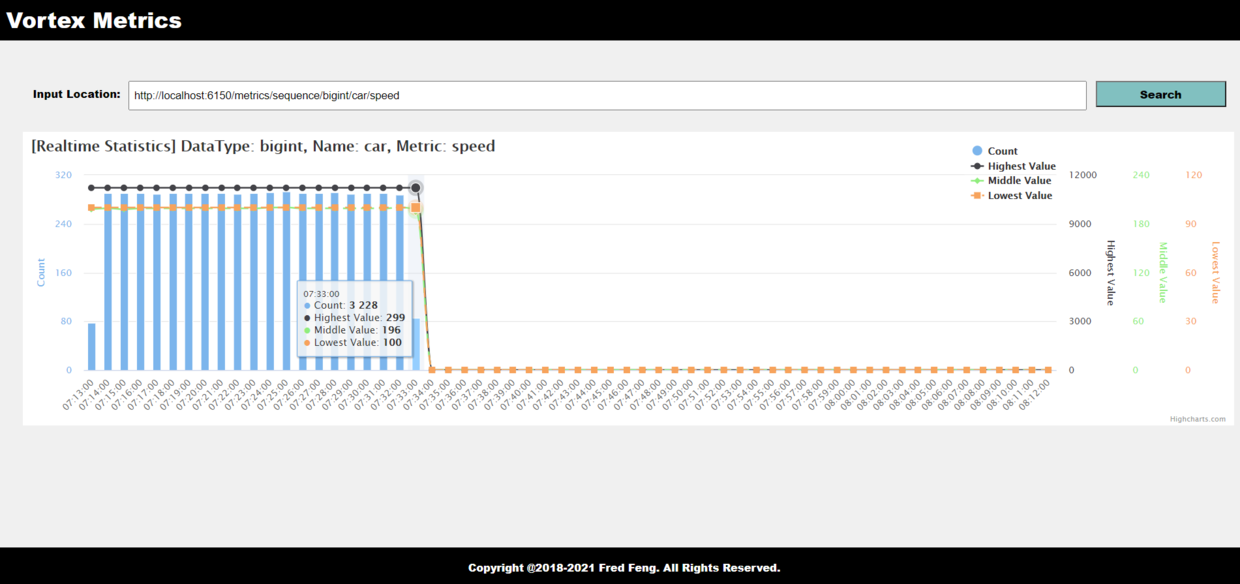 Vortex Metrics
Input Location: http://localhost:6150/metrics/sequence/bigint/car/speed Search
[Realtime Statistics] DataType: bigint, Name: car, Metric: speed
Count
Highest Value
Middle Value
Lowest Value
320 12000 240 120
240 9000 180 90
160 6000 120 60
80 3000 60 30
0 0 0 0
Count
Highest Value
Middle Value
Lowest Value
07:33:00
Count: 3 228
Highest Value: 299
Middle Value: 196
Lowest Value: 100
07:13:00 07:14:00 07:15:00 07:16:00 07:17:00 07:18:00 07:19:00 07:20:00 07:21:00 07:22:00 07:23:00 07:24:00 07:25:00 07:26:00 07:27:00 07:28:00 07:29:00 07:30:00 07:31:00 07:32:00 07:33:00 07:34:00 07:35:00 07:36:00 07:37:00 07:38:00 07:39:00 07:40:00 07:41:00 07:42:00 07:43:00 07:44:00 07:45:00 07:46:00 07:47:00 07:48:00 07:49:00 07:50:00 07:51:00 07:52:00 07:53:00 07:54:00 07:55:00 07:56:00 07:57:00 07:58:00 07:59:00 08:00:00 08:01:00 08:02:00 08:03:00 08:04:00 08:05:00 08:06:00 08:07:00 08:08:00 08:09:00 08:10:00 08:11:00 08:12:00
Highcharts.com
Copyright @2018-2021 Fred Feng. All Rights Reserved.